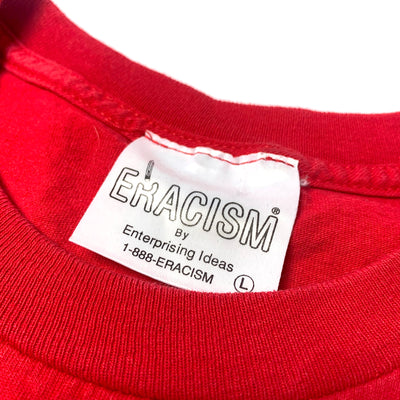 ERACISM®
By
Enterprising Ideas
1-888-ERACISM
L